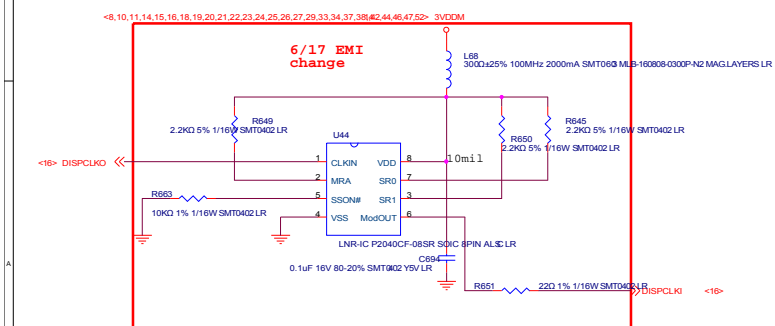 <8,10,11,14,15,16,18,19,20,21,22,23,24,25,26,27,29,33,34,37,38,42,44,46,47,52> 3VDDM
6/17 EMI
change
L68
300Ω±25% 100MHz 2000mA SMT0603 MLB-160808-0300P-N2 MAG.LAYERS LR
R649
2.2KΩ 5% 1/16W SMT0402 LR
R645
2.2KΩ 5% 1/16W SMT0402 LR
R650
2.2KΩ 5% 1/16W SMT0402 LR
U44
<16> DISPCLKO
1 CLKIN VDD 8 10mil
2 MRA SR0 7
5 SSON# SR1 3
4 VSS ModOUT 6
R663
10KΩ 1% 1/16W SMT0402 LR
LNR-IC P2040CF-08SR SOIC 8PIN ALSC LR
C694
0.1uF 16V 80-20% SMT0402 Y5V LR
R651 22Ω 1% 1/16W SMT0402 LR
DISPCLKI <16>
A